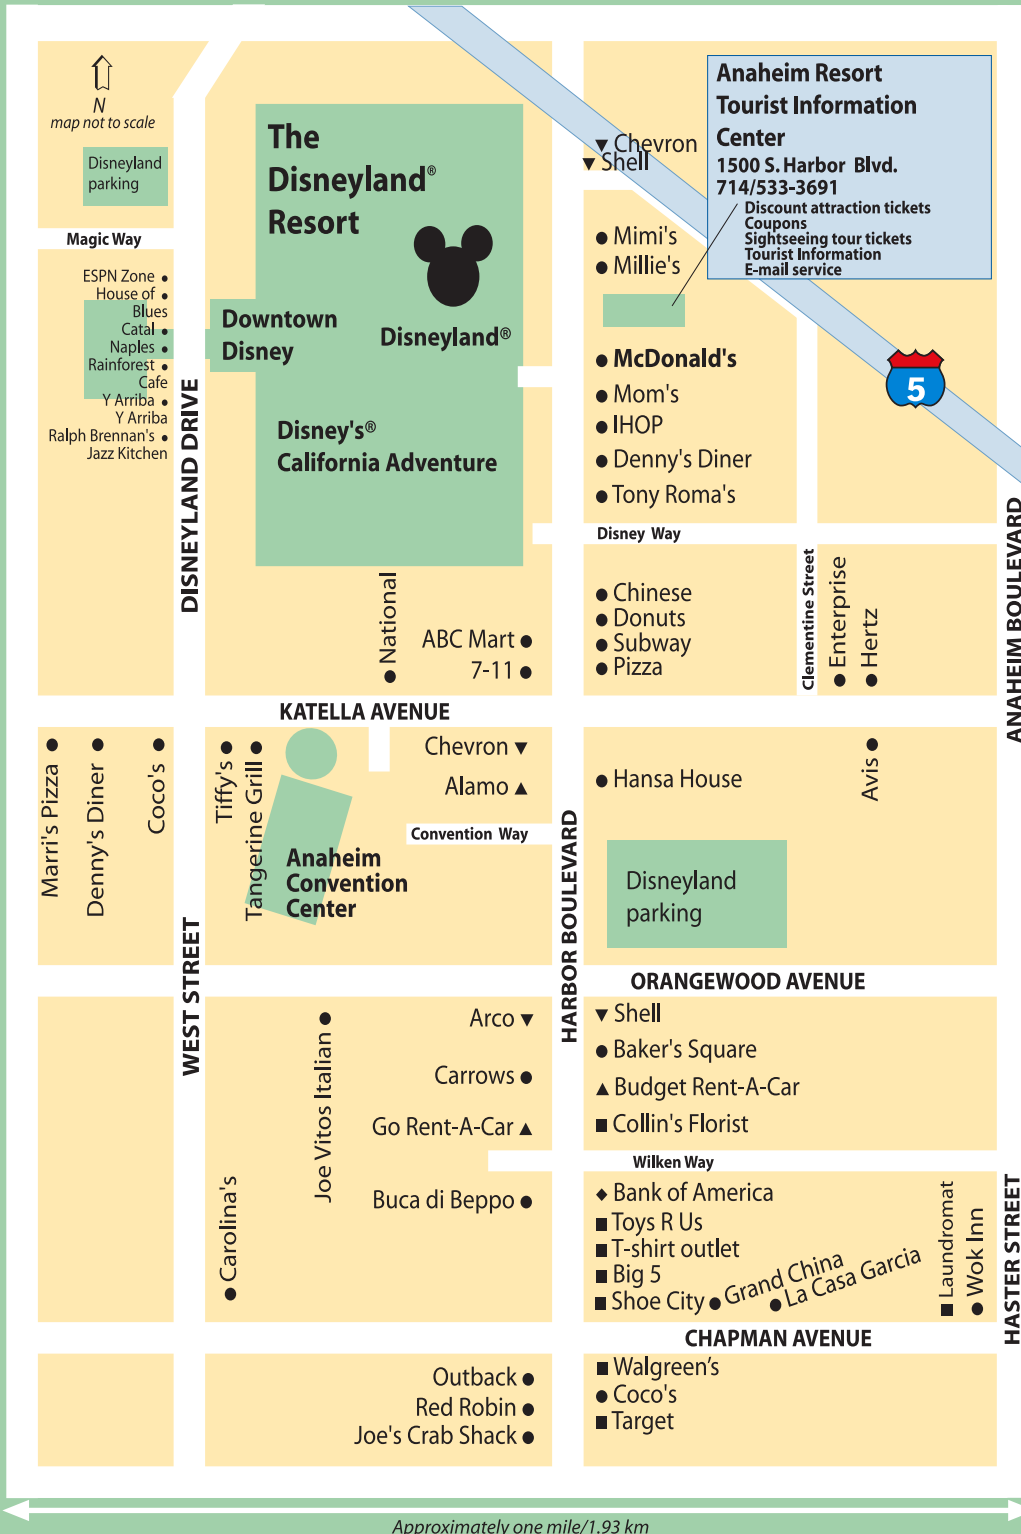 N
map not to scale
Disneyland
parking
Magic Way
ESPN Zone
House of
Blues
Catal
Naples
Rainforest
Cafe
Y Arriba
Y Arriba
Ralph Brennan's
Jazz Kitchen
DISNEYLAND DRIVE
The
Disneyland®
Resort
Downtown
Disney
Disneyland®
Disney's®
California Adventure
Chevron
Shell
Anaheim Resort
Tourist Information
Center
1500 S. Harbor Blvd.
714/533-3691
Discount attraction tickets
Coupons
Sightseeing tour tickets
Tourist Information
E-mail service
Mimi's
Millie's
McDonald's
Mom's
IHOP
Denny's Diner
Tony Roma's
5
Disney Way
ANAHEIM BOULEVARD
National
ABC Mart
7-11
Chinese
Donuts
Subway
Pizza
Clementine Street
Enterprise
Hertz
KATELLA AVENUE
Marri's Pizza
Denny's Diner
Coco's
Tiffy's
Tangerine Grill
Chevron
Alamo
Convention Way
Anaheim
Convention
Center
Hansa House
Avis
Disneyland
parking
HARBOR BOULEVARD
WEST STREET
ORANGEWOOD AVENUE
Joe Vitos Italian
Arco
Carrows
Go Rent-A-Car
Shell
Baker's Square
Budget Rent-A-Car
Collin's Florist
Wilken Way
Carolina's
Buca di Beppo
Bank of America
Toys R Us
T-shirt outlet
Big 5
Shoe City
Grand China
La Casa Garcia
Laundromat
Wok Inn
HASTER STREET
CHAPMAN AVENUE
Outback
Red Robin
Joe's Crab Shack
Walgreen’s
Coco's
Target
Approximately one mile/1.93 km